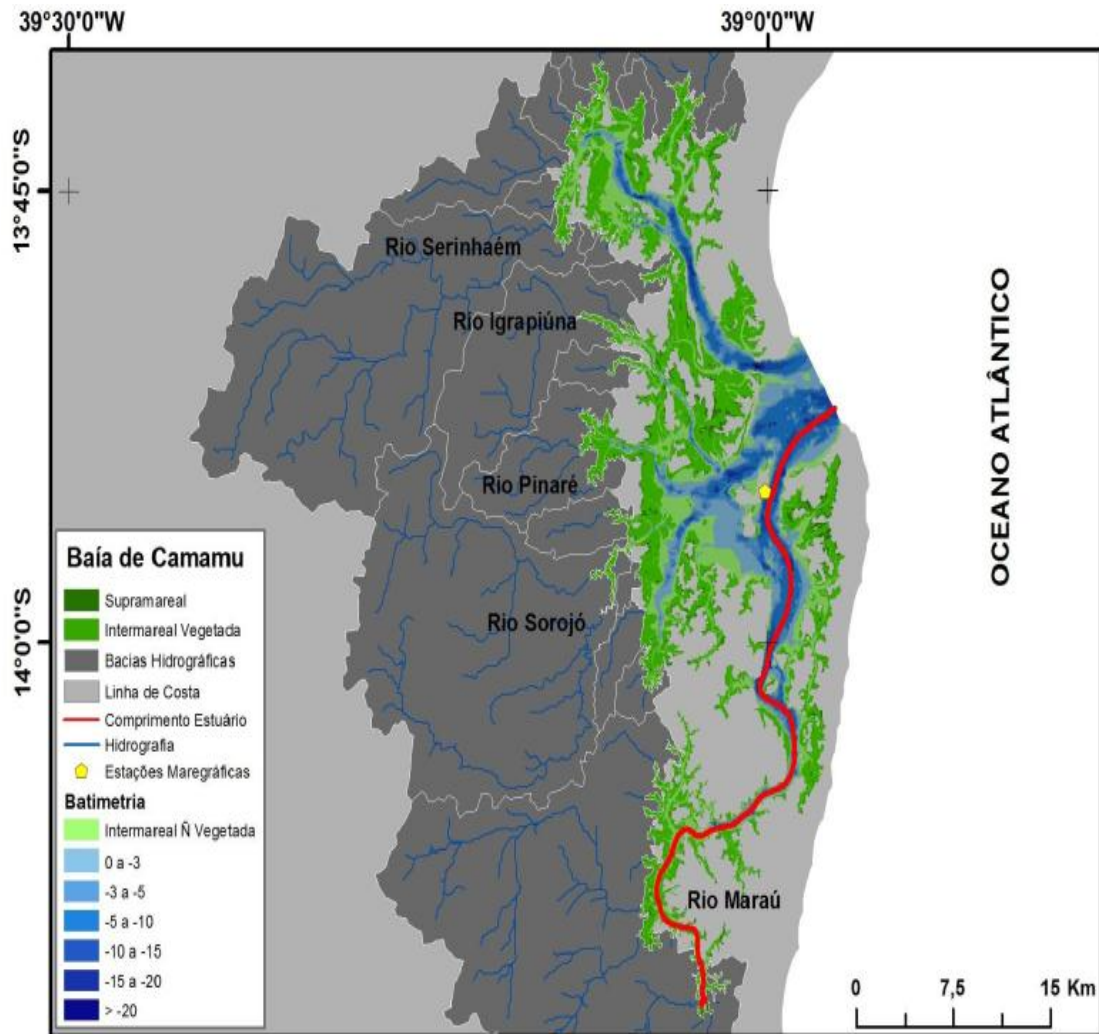 39°30'0"W
39°0'0"W
13°45'0"S
14°0'0"S
Rio Serinhaém
Rio Igrapiúna
Rio Pinaré
Rio Sorojó
Rio Maraú
OCEANO ATLÂNTICO
Baía de Camamu
Supramareal
Intermareal Vegetada
Bacias Hidrográficas
Linha de Costa
Comprimento Estuário
Hidrografia
Estações Maregráficas
Batimetria
Intermareal Ñ Vegetada
0 a -3
-3 a -5
-5 a -10
-10 a -15
-15 a -20
> -20
0 7,5 15 Km